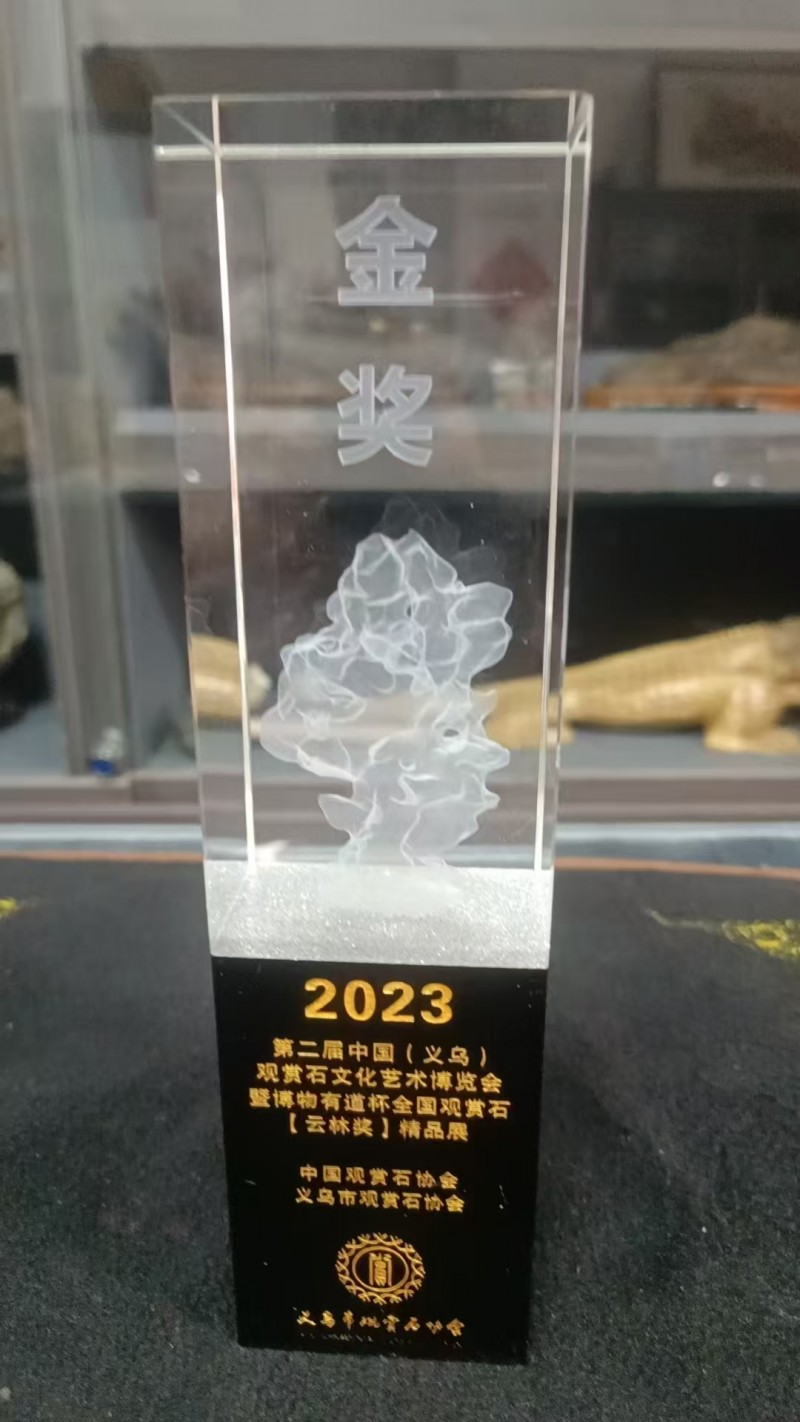 金
奖
2023
第二届中国（义乌）
观赏石文化艺术博览会
暨博物有道杯全国观赏石
【云林奖】精品展
中国观赏石协会
义乌市观赏石协会
义乌市观赏石协会